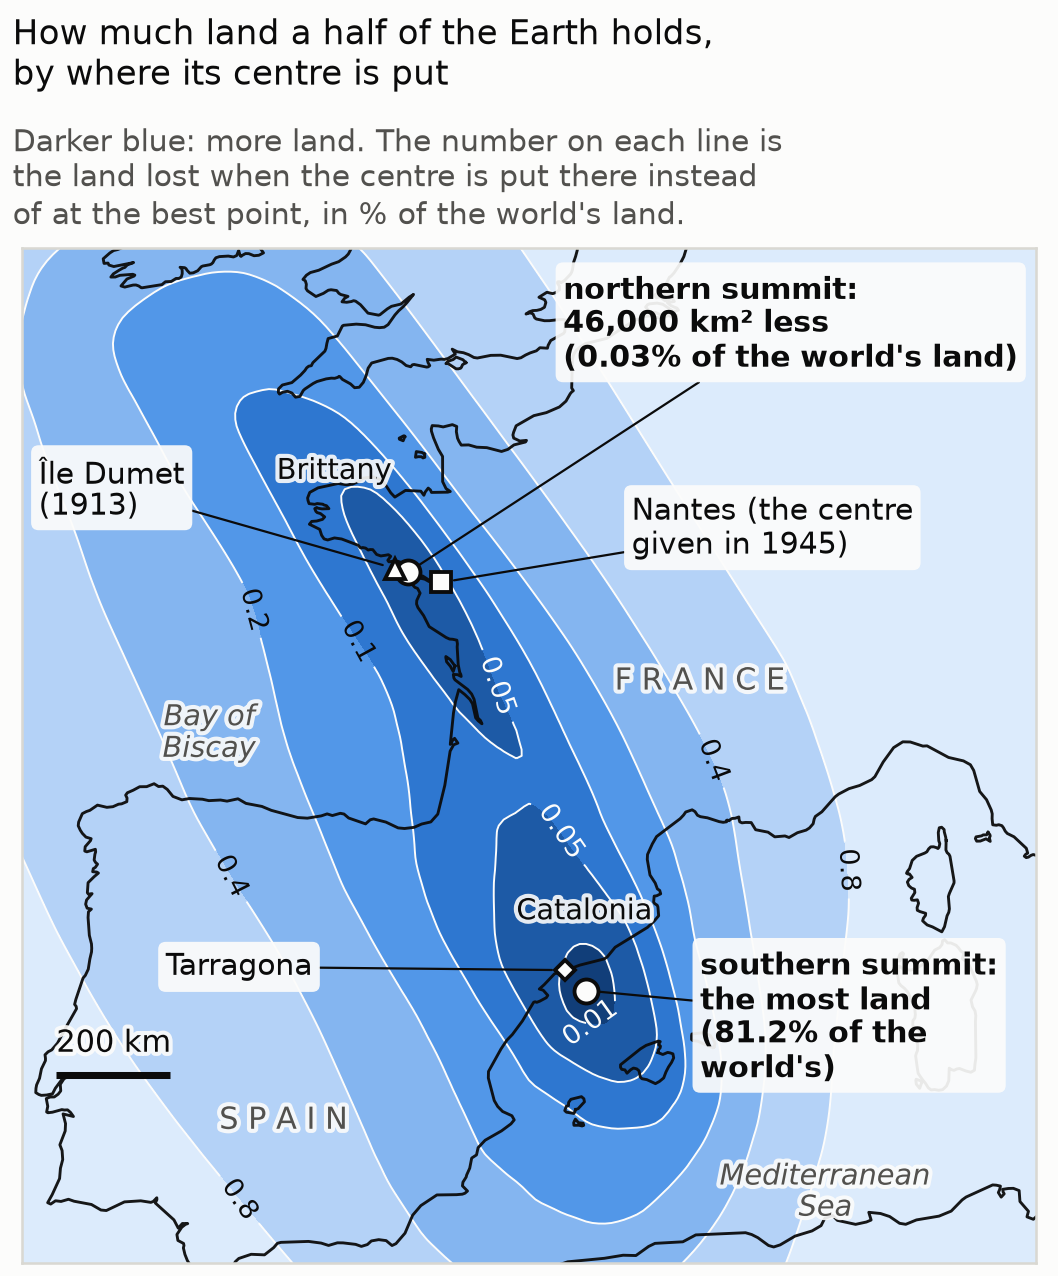 How much land a half of the Earth holds,
by where its centre is put
Darker blue: more land. The number on each line is
the land lost when the centre is put there instead
of at the best point, in % of the world's land.
northern summit:
46,000 km² less
(0.03% of the world's land)
Île Dumet
(1913)
Brittany
Nantes (the centre
given in 1945)
0.2
0.1
0.05
FRANCE
Bay of
Biscay
0.4
0.05
0.4
0.8
Catalonia
Tarragona
southern summit:
the most land
(81.2% of the
world's)
0.01
200 km
SPAIN
0.8
Mediterranean
Sea